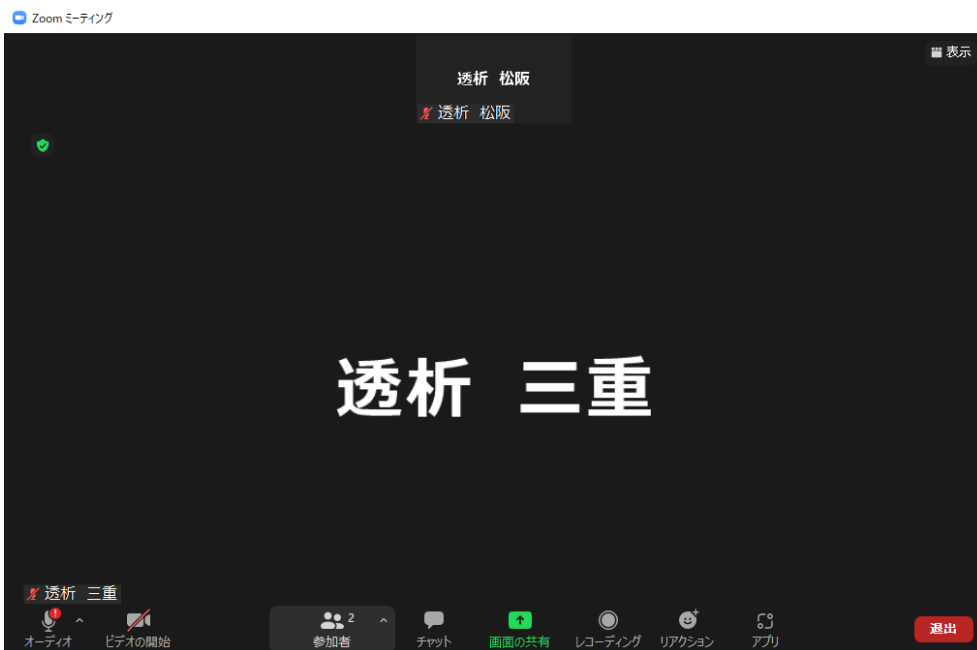 Zoom ミーティング
表示
透析 松阪
透析 松阪
透析 三重
透析 三重
オーディオ
ビデオの開始
2
参加者
チャット
画面の共有
レコーディング
リアクション
アプリ
退出